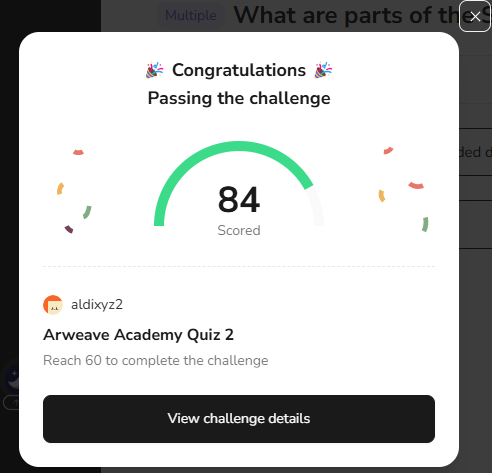 Multiple What are parts of the S
Congratulations
Passing the challenge
84
Scored
ded d
aldixyz2
Arweave Academy Quiz 2
Reach 60 to complete the challenge
View challenge details